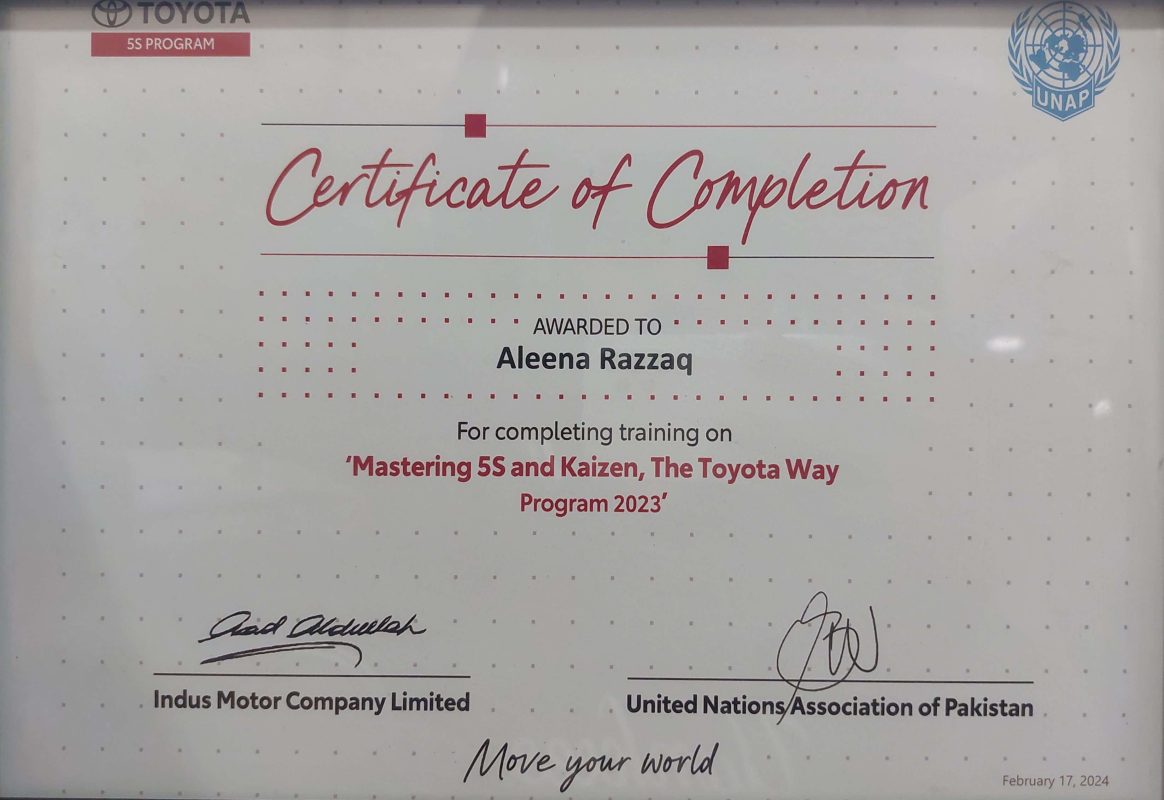 TOYOTA
5S PROGRAM
UNAP
Certificate of Completion
AWARDED TO
Aleena Razzaq
For completing training on
‘Mastering 5S and Kaizen, The Toyota Way
Program 2023’
Indus Motor Company Limited
United Nations Association of Pakistan
Move your world
February 17, 2024